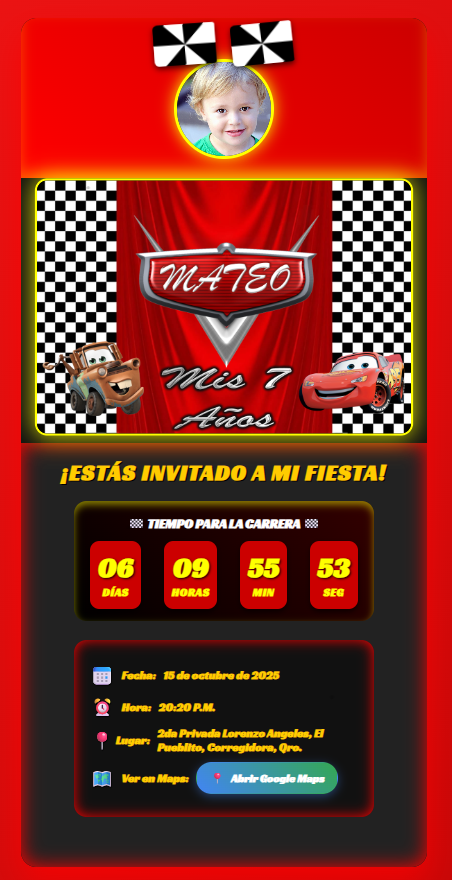 MATEO
Mis 7
Años
¡ESTÁS INVITADO A MI FIESTA!
TIEMPO PARA LA CARRERA
06 09 55 53
DÍAS HORAS MIN SEG
Fecha: 15 de octubre de 2025
Hora: 20:20 P.M.
Lugar: 2da Privada Lorenzo Angeles, El
Pueblito, Corregidora, Qro.
Ver en Maps: Abrir Google Maps